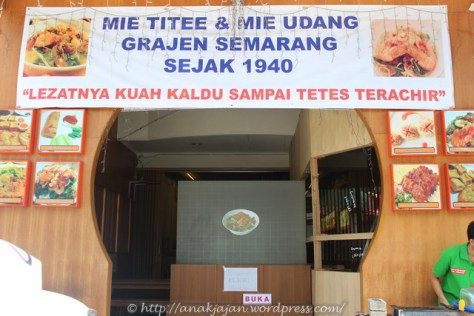 MIE TITEE & MIE UDANG
GRAJEN SEMARANG
SEJAK 1940
"LEZATNYA KUAH KALDU SAMPAI TETES TERACHIR"
BUKA
© http://anakjajan.wordpress.com/